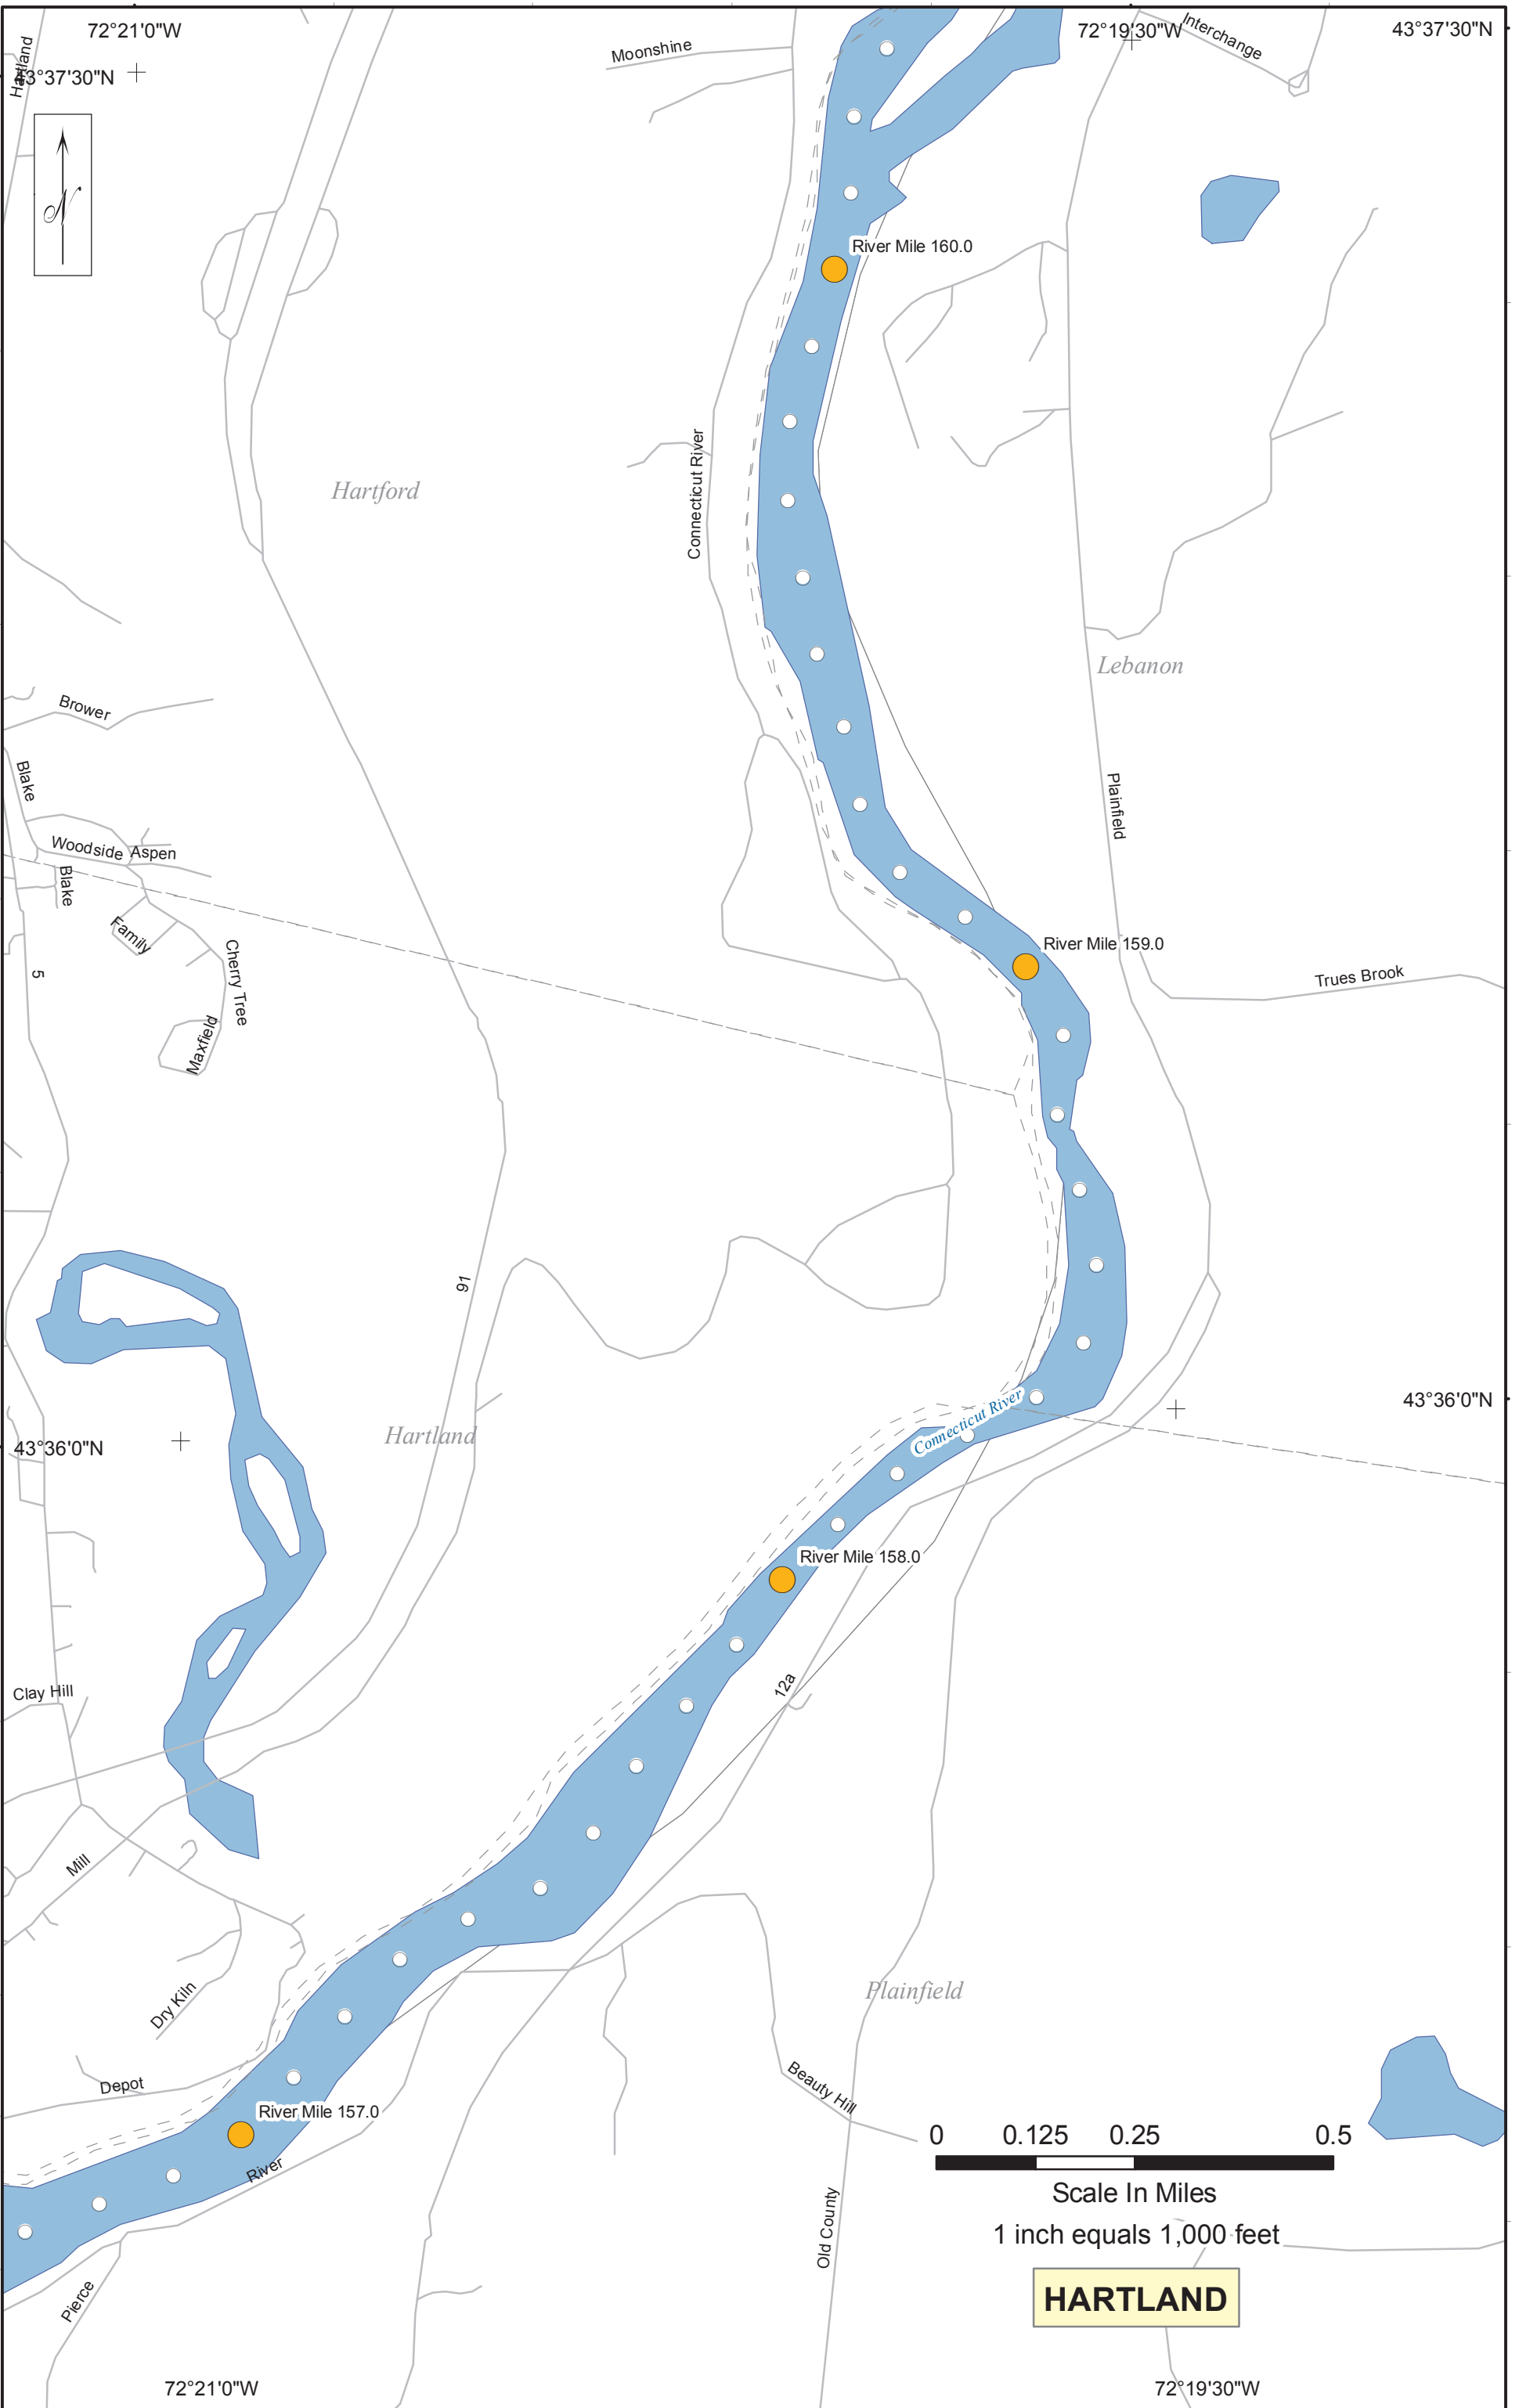 72°21'0"W
72°19'30"W
43°37'30"N
Interchange
Hartland
43°37'30"N
Moonshine
N
River Mile 160.0
Hartford
Connecticut River
Lebanon
Brower
Blake
Plainfield
Woodside
Aspen
Blake
Family
Cherry Tree
5
River Mile 159.0
Trues Brook
Maxfield
91
43°36'0"N
Connecticut River
Hartland
43°36'0"N
River Mile 158.0
12a
Clay Hill
Mill
Plainfield
Dry Kiln
Depot
Beauty Hill
River Mile 157.0
River
0 0.125 0.25 0.5
Scale In Miles
1 inch equals 1,000 feet
Old County
Pierce
HARTLAND
72°21'0"W
72°19'30"W